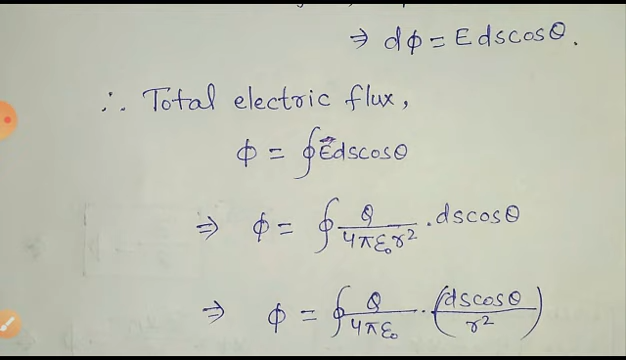 ⇒ dϕ = E dscosθ.
∴ Total electric flux,
ϕ = ∮Edscosθ
⇒ ϕ = ∮ Q/4πε₀r² . dscosθ
⇒ ϕ = ∮ Q/4πε₀ . (dscosθ/r²)